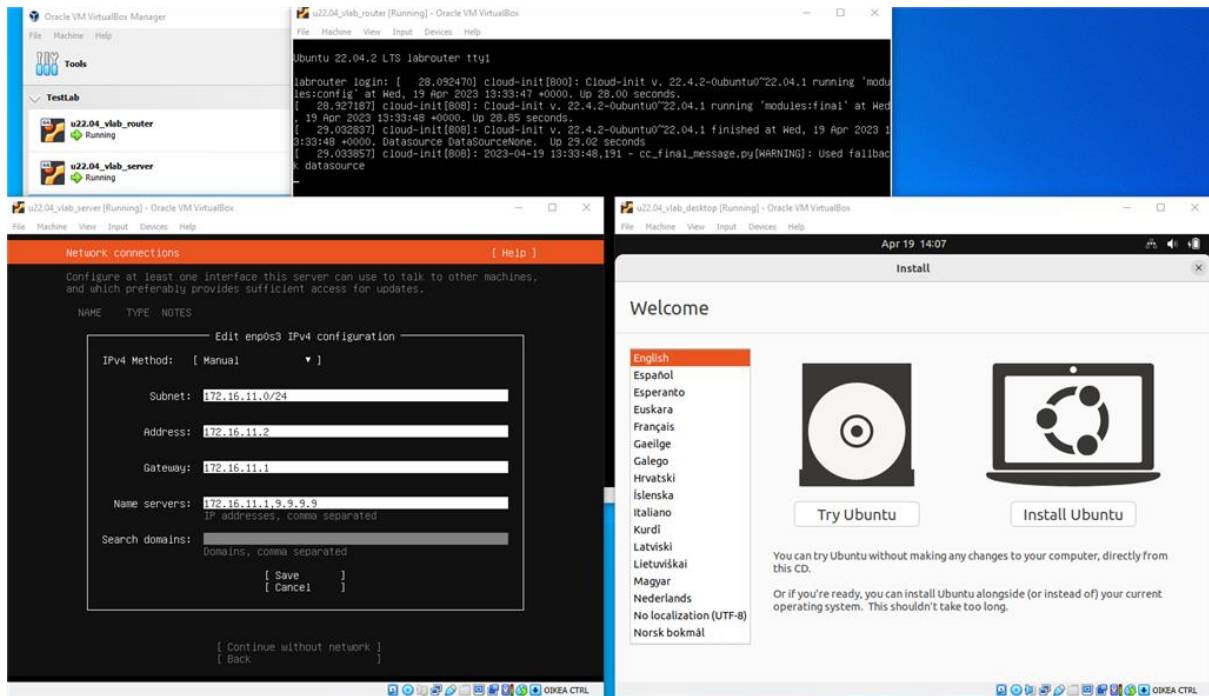 Oracle VM VirtualBox Manager
File Machine Help
Tools
TestLab
u22.04_vlab_router
Running
u22.04_vlab_server
Running
u22.04_vlab_router [Running] - Oracle VM VirtualBox
File Machine View Input Devices Help
Ubuntu 22.04.2 LTS labrouter tty1
labrouter login: [   28.092470] cloud-init[800]: Cloud-init v. 22.4.2-0ubuntu0~22.04.1 running 'modu
les:config' at Wed, 19 Apr 2023 13:33:47 +0000. Up 28.00 seconds.
[   28.927187] cloud-init[808]: Cloud-init v. 22.4.2-0ubuntu0~22.04.1 running 'modules:final' at Wed
, 19 Apr 2023 13:33:48 +0000. Up 28.85 seconds.
[   29.032837] cloud-init[808]: Cloud-init v. 22.4.2-0ubuntu0~22.04.1 finished at Wed, 19 Apr 2023 1
3:33:48 +0000. Datasource DataSourceNone.  Up 29.02 seconds
[   29.033857] cloud-init[808]: 2023-04-19 13:33:48,191 - cc_final_message.py[WARNING]: Used fallbac
k datasource
u22.04_vlab_server [Running] - Oracle VM VirtualBox
File Machine View Input Devices Help
Network connections [ Help ]
Configure at least one interface this server can use to talk to other machines,
and which preferably provides sufficient access for updates.
NAME TYPE NOTES
Edit enp0s3 IPv4 configuration
IPv4 Method: [ Manual ▾ ]
Subnet: 172.16.11.0/24
Address: 172.16.11.2
Gateway: 172.16.11.1
Name servers: 172.16.11.1,9.9.9.9
IP addresses, comma separated
Search domains:
Domains, comma separated
[ Save ]
[ Cancel ]
[ Continue without network ]
[ Back ]
OIKEA CTRL
u22.04_vlab_desktop [Running] - Oracle VM VirtualBox
File Machine View Input Devices Help
Apr 19 14:07
Install
Welcome
English
Español
Esperanto
Euskara
Français
Gaeilge
Galego
Hrvatski
Íslenska
Italiano
Kurdî
Latviski
Lietuviškai
Magyar
Nederlands
No localization (UTF-8)
Norsk bokmål
Try Ubuntu
Install Ubuntu
You can try Ubuntu without making any changes to your computer, directly from
this CD.
Or if you're ready, you can install Ubuntu alongside (or instead of) your current
operating system. This shouldn't take too long.
OIKEA CTRL